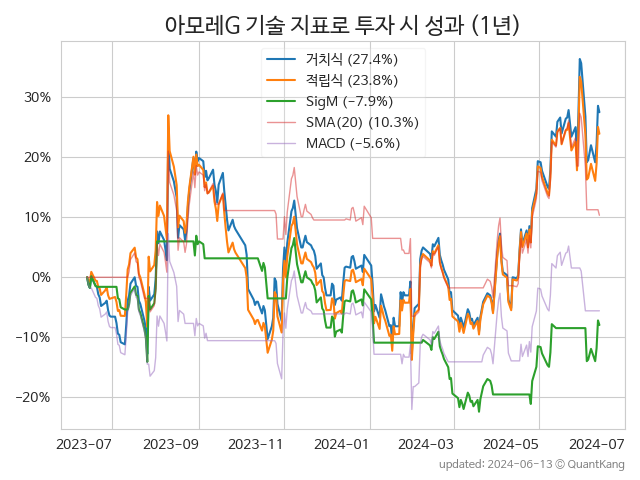 아모레G 기술 지표로 투자 시 성과 (1년)
거치식 (27.4%)
적립식 (23.8%)
SigM (−7.9%)
SMA(20) (10.3%)
MACD (−5.6%)
30%
20%
10%
0%
−10%
−20%
2023−07
2023−09
2023−11
2024−01
2024−03
2024−05
2024−07
updated: 2024−06−13 ⓒ QuantKang